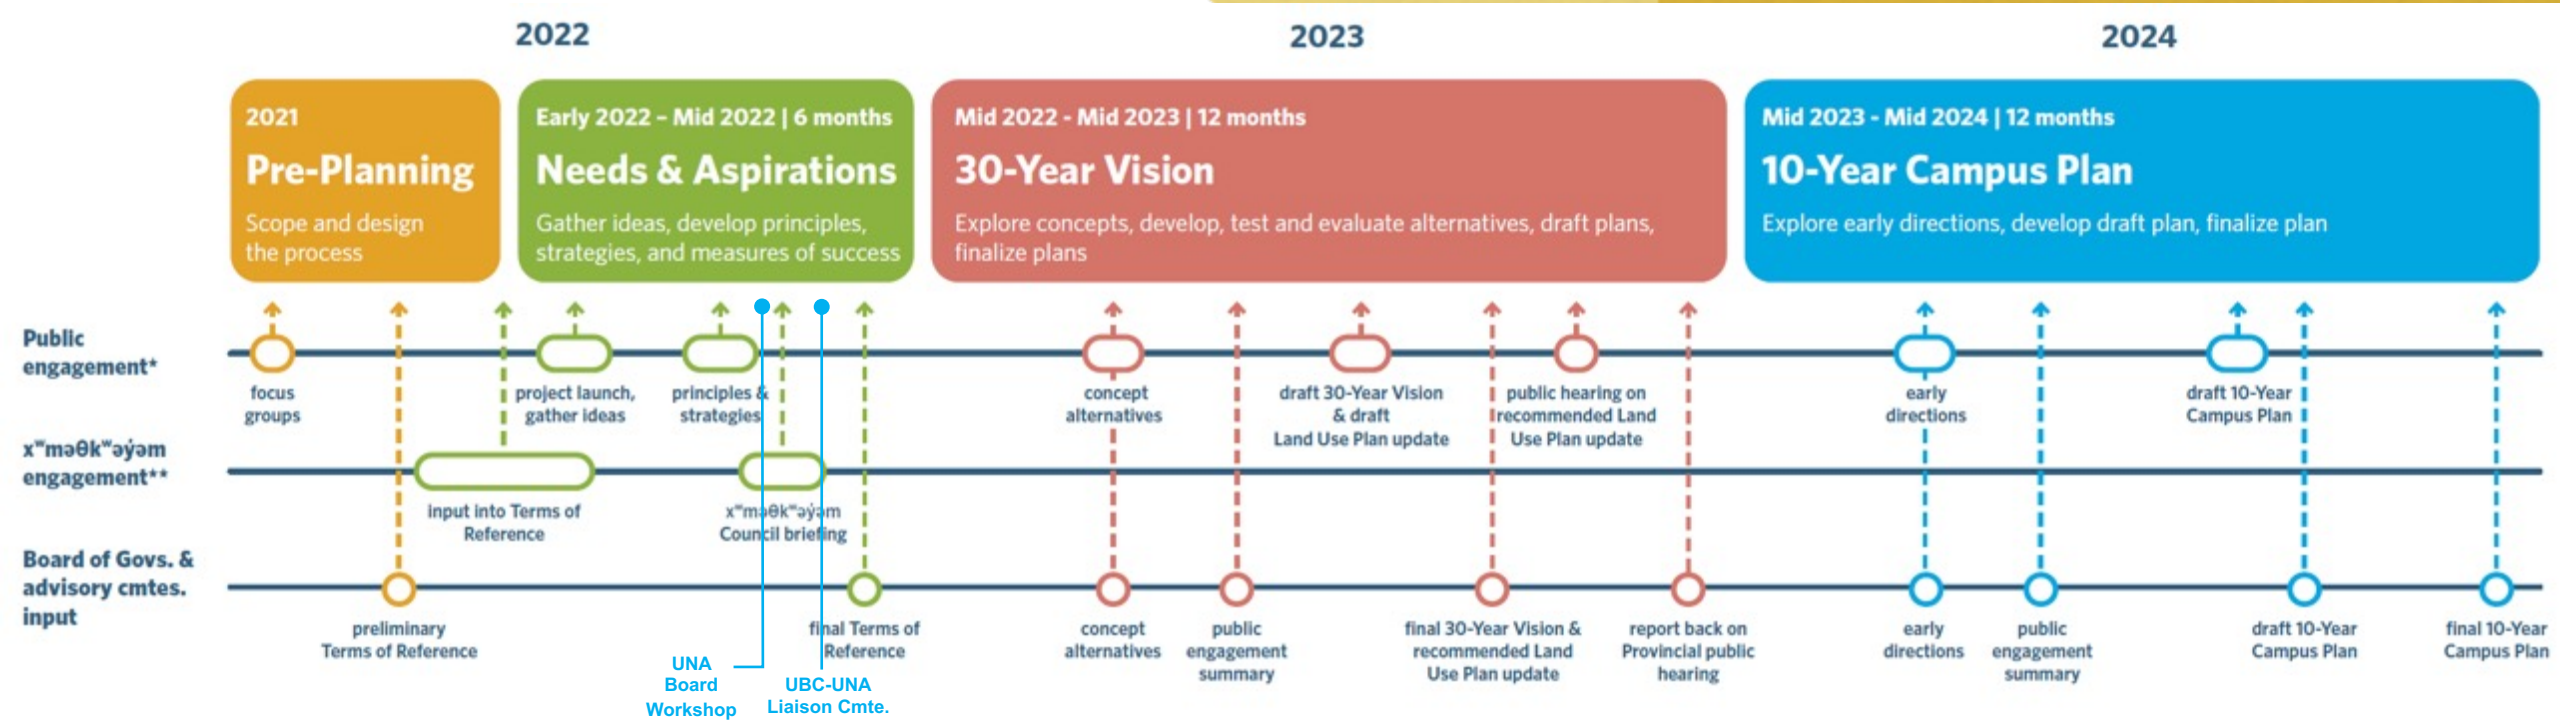 2022
2023
2024
2021
Pre-Planning
Scope and design
the process
Early 2022 – Mid 2022 | 6 months
Needs & Aspirations
Gather ideas, develop principles,
strategies, and measures of success
Mid 2022 - Mid 2023 | 12 months
30-Year Vision
Explore concepts, develop, test and evaluate alternatives, draft plans,
finalize plans
Mid 2023 - Mid 2024 | 12 months
10-Year Campus Plan
Explore early directions, develop draft plan, finalize plan
Public
engagement*
focus
groups
project launch,
gather ideas
principles &
strategies
concept
alternatives
draft 30-Year Vision
& draft
Land Use Plan update
public hearing on
recommended Land
Use Plan update
early
directions
draft 10-Year
Campus Plan
xʷməθkʷəy̓əm
engagement**
input into Terms of
Reference
xʷməθkʷəy̓əm
Council briefing
Board of Govs. &
advisory cmtes.
input
preliminary
Terms of Reference
final Terms of
Reference
concept
alternatives
public
engagement
summary
final 30-Year Vision &
recommended Land
Use Plan update
report back on
Provincial public
hearing
early
directions
public
engagement
summary
draft 10-Year
Campus Plan
final 10-Year
Campus Plan
UNA
Board
Workshop
UBC-UNA
Liaison Cmte.